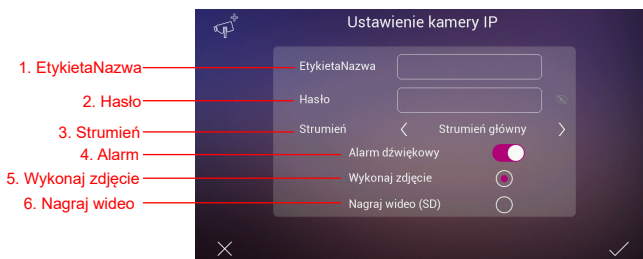 Ustawienie kamery IP
1. EtykietaNazwa
EtykietaNazwa
2. Hasło
Hasło
3. Strumień
Strumień
Strumień główny
4. Alarm
Alarm dźwiękowy
5. Wykonaj zdjęcie
Wykonaj zdjęcie
6. Nagraj wideo
Nagraj wideo (SD)